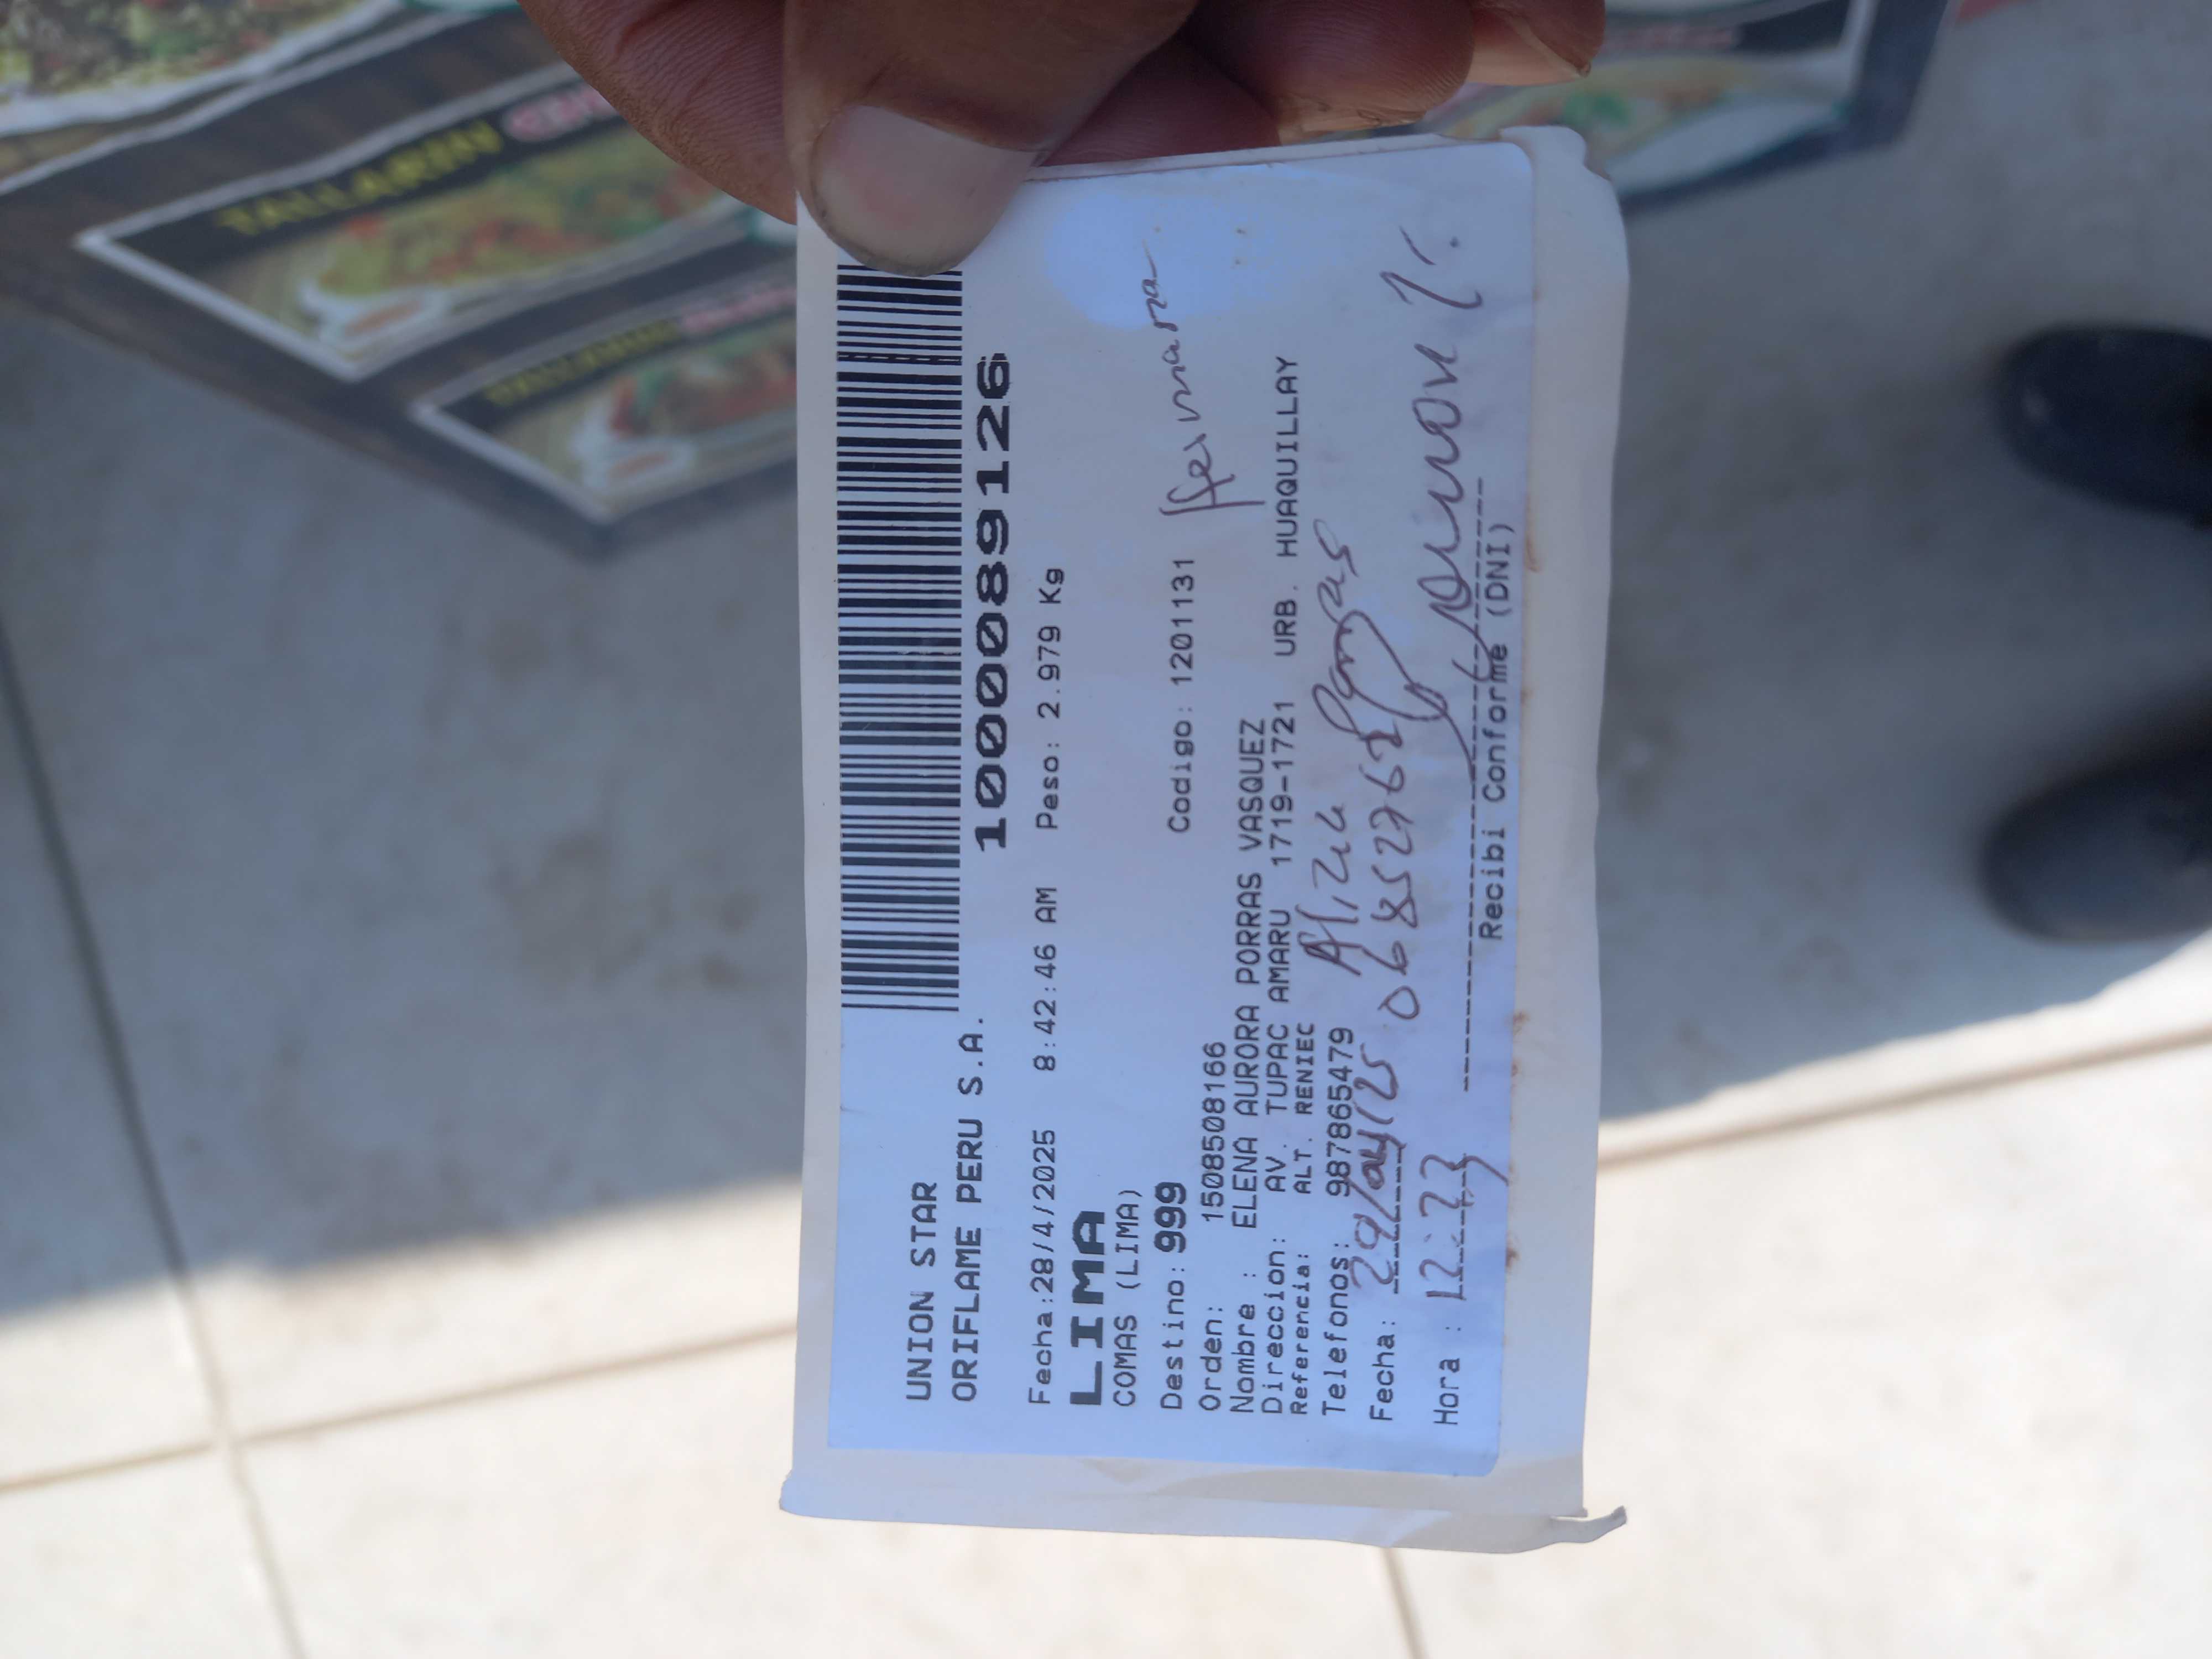 UNION STAR
ORIFLAME PERU S.A.
1000089126
Fecha:28/4/2025 8:42:46 AM Peso: 2.979 Kg
LIMA
COMAS (LIMA)
Destino: 999 Codigo: 1201131
Orden: 1508508166
Nombre : ELENA AURORA PORRAS VASQUEZ
Direccion: AV. TUPAC AMARU 1719-1721 URB. HUAQUILLAY
Referencia: ALT. RENIEC
Telefonos: 987865479
Fecha: 29/04/25
Hora : 12:23
Recibi Conforme (DNI)
TALLARIN